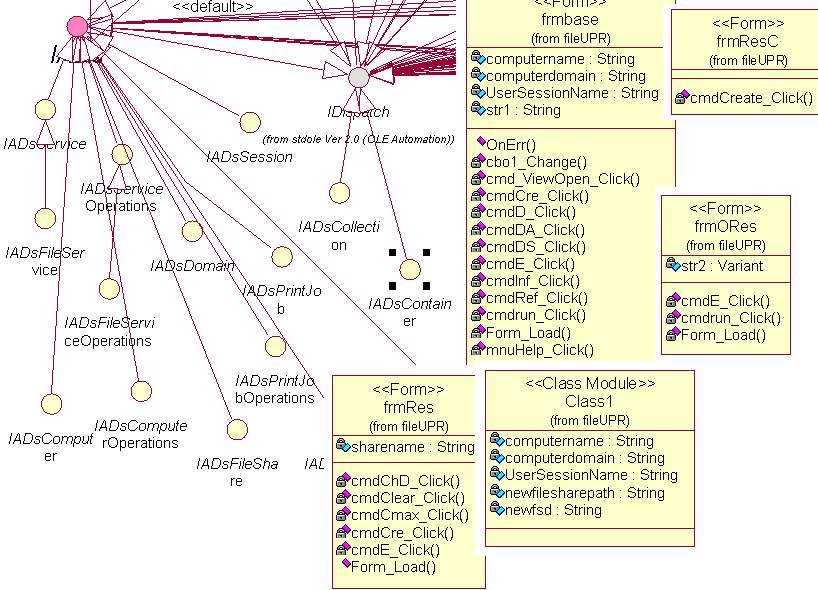 <<default>>
IDispatch
(from stdole Ver 2.0 (OLE Automation))
IADsService
IADsSession
IADsService
Operations
IADsCollecti
on
IADsFileSer
vice
IADsDomain
IADsPrintJo
b
IADsContain
er
IADsFileServi
ceOperations
IADsPrintJo
bOperations
IADsComput
er
IADsCompute
rOperations
IADsFileSha
re
IAD
<<Form>>
frmbase
(from fileUPR)
computername : String
computerdomain : String
UserSessionName : String
str1 : String
OnErr()
cbo1_Change()
cmd_ViewOpen_Click()
cmdCre_Click()
cmdD_Click()
cmdDA_Click()
cmdDS_Click()
cmdE_Click()
cmdInf_Click()
cmdRef_Click()
cmdrun_Click()
Form_Load()
mnuHelp_Click()
<<Form>>
frmResC
(from fileUPR)
cmdCreate_Click()
<<Form>>
frmORes
(from fileUPR)
str2 : Variant
cmdE_Click()
cmdrun_Click()
Form_Load()
<<Form>>
frmRes
(from fileUPR)
sharename : String
cmdChD_Click()
cmdClear_Click()
cmdCmax_Click()
cmdCre_Click()
cmdE_Click()
Form_Load()
<<Class Module>>
Class1
(from fileUPR)
computername : String
computerdomain : String
UserSessionName : String
newfilesharepath : String
newfsd : String